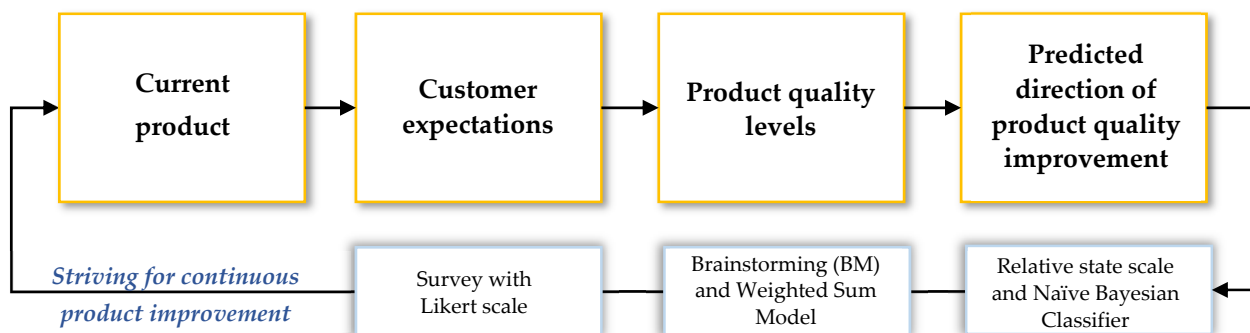 Current
product
Customer
expectations
Product quality
levels
Predicted
direction of
product quality
improvement
Striving for continuous
product improvement
Survey with
Likert scale
Brainstorming (BM)
and Weighted Sum
Model
Relative state scale
and Naïve Bayesian
Classifier